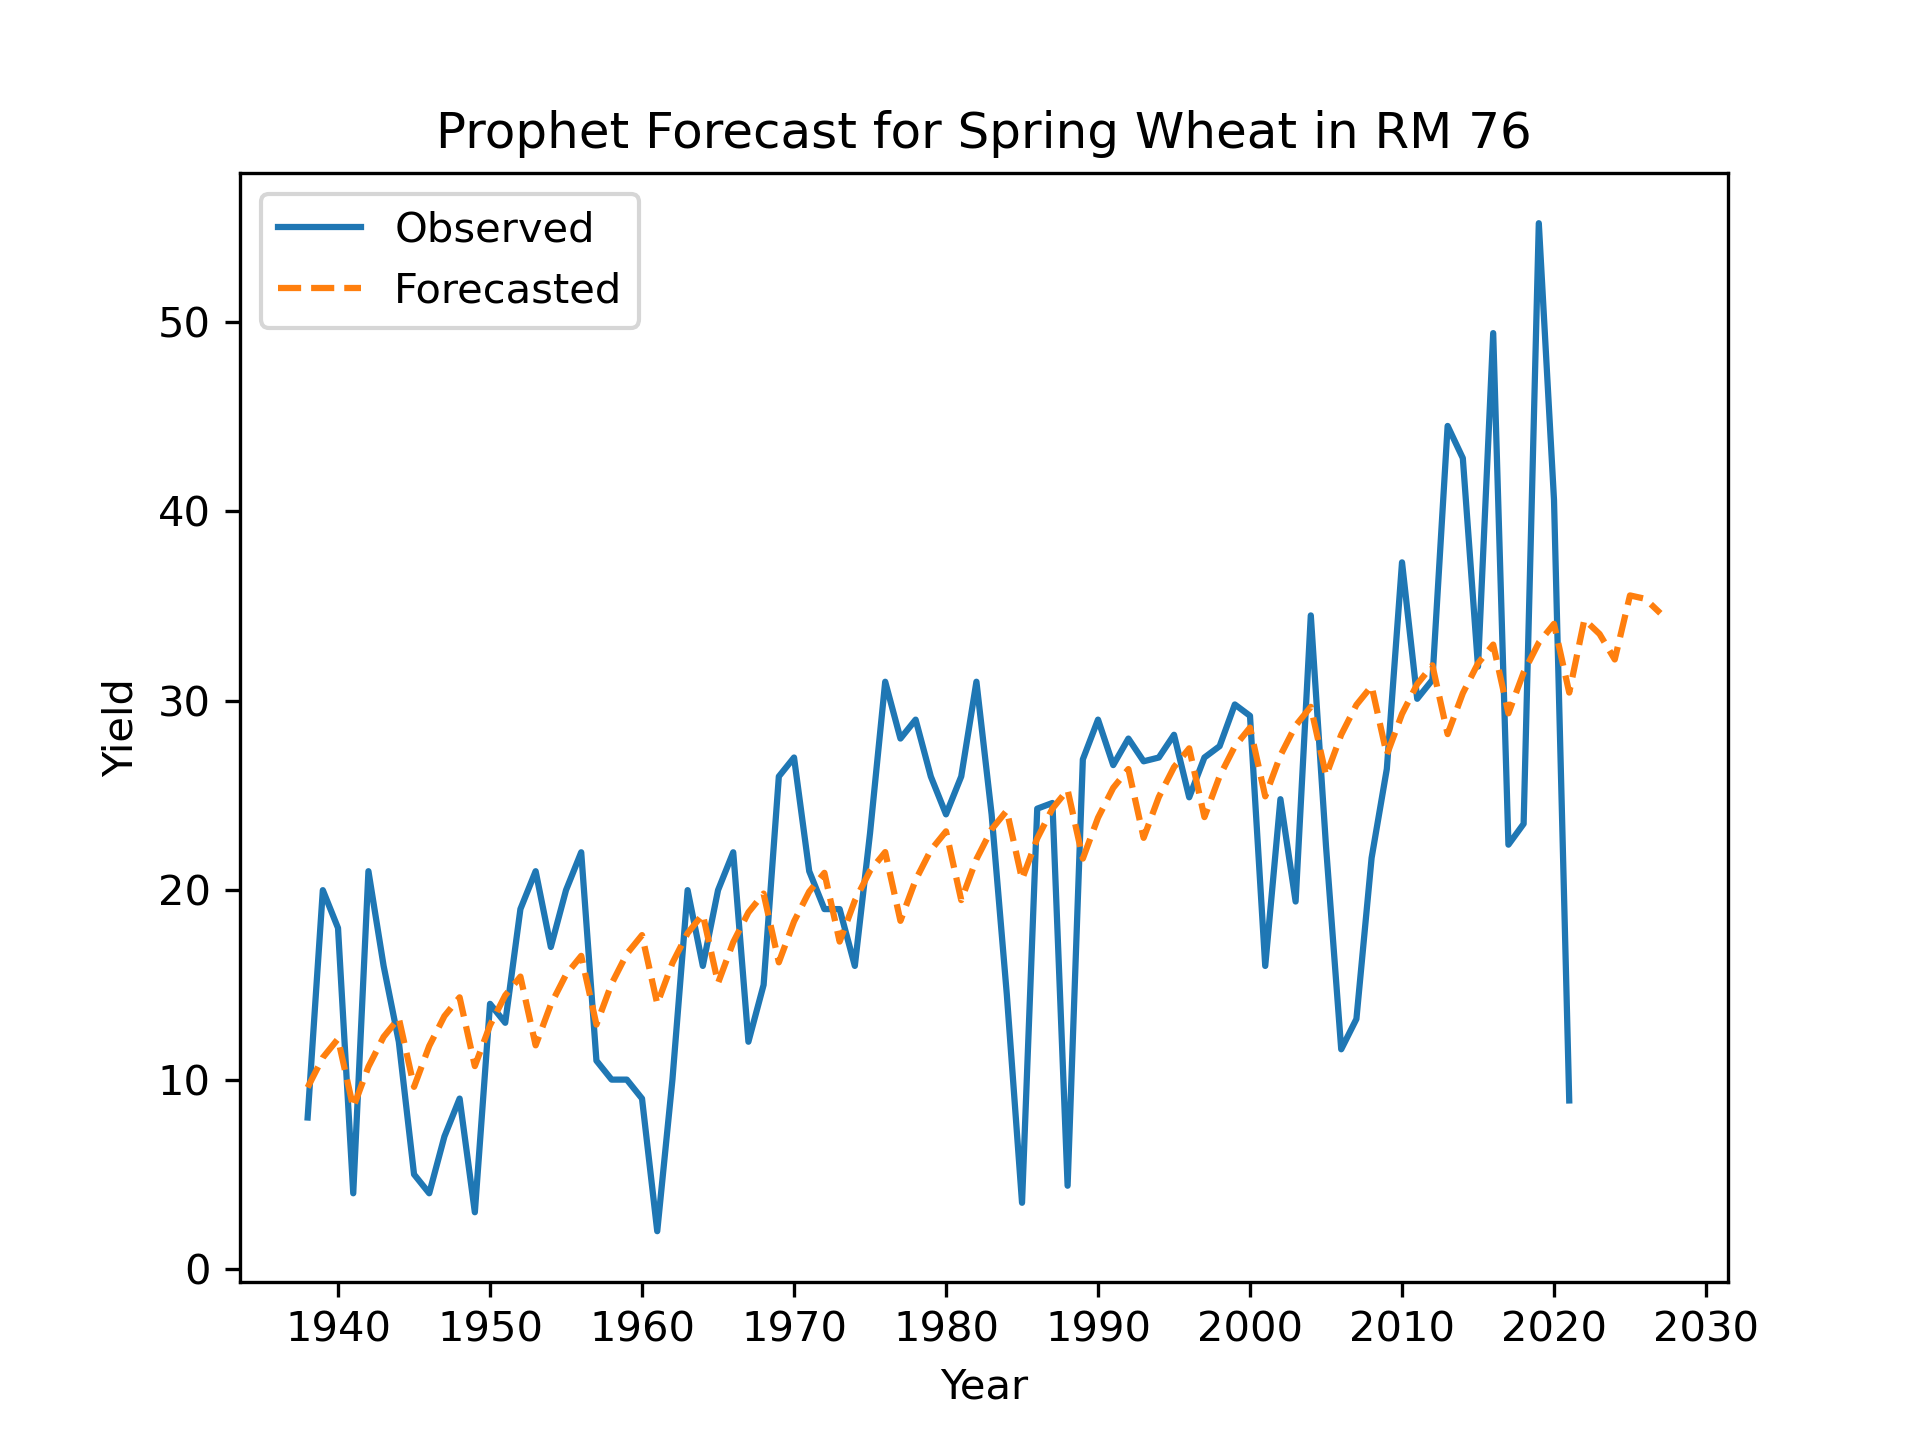 Prophet Forecast for Spring Wheat in RM 76
Observed
Forecasted
50
40
30
20
10
0
Yield
1940 1950 1960 1970 1980 1990 2000 2010 2020 2030
Year